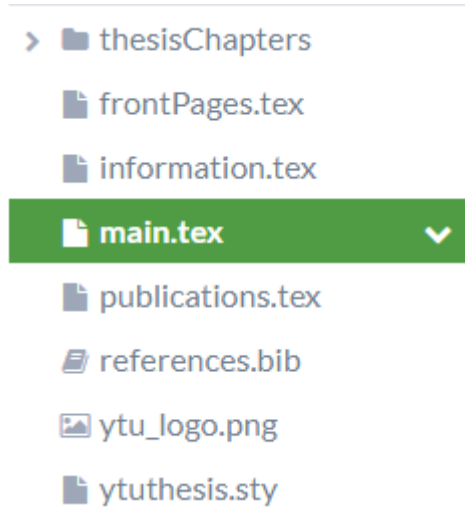 thesisChapters
frontPages.tex
information.tex
main.tex
publications.tex
references.bib
ytu_logo.png
ytuthesis.sty